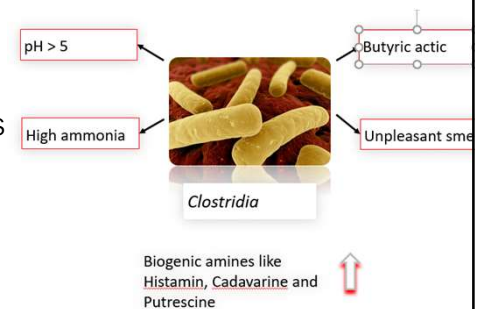 pH > 5
Butyric actic
S
High ammonia
Unpleasant sme
Clostridia
Biogenic amines like
Histamin, Cadavarine and
Putrescine